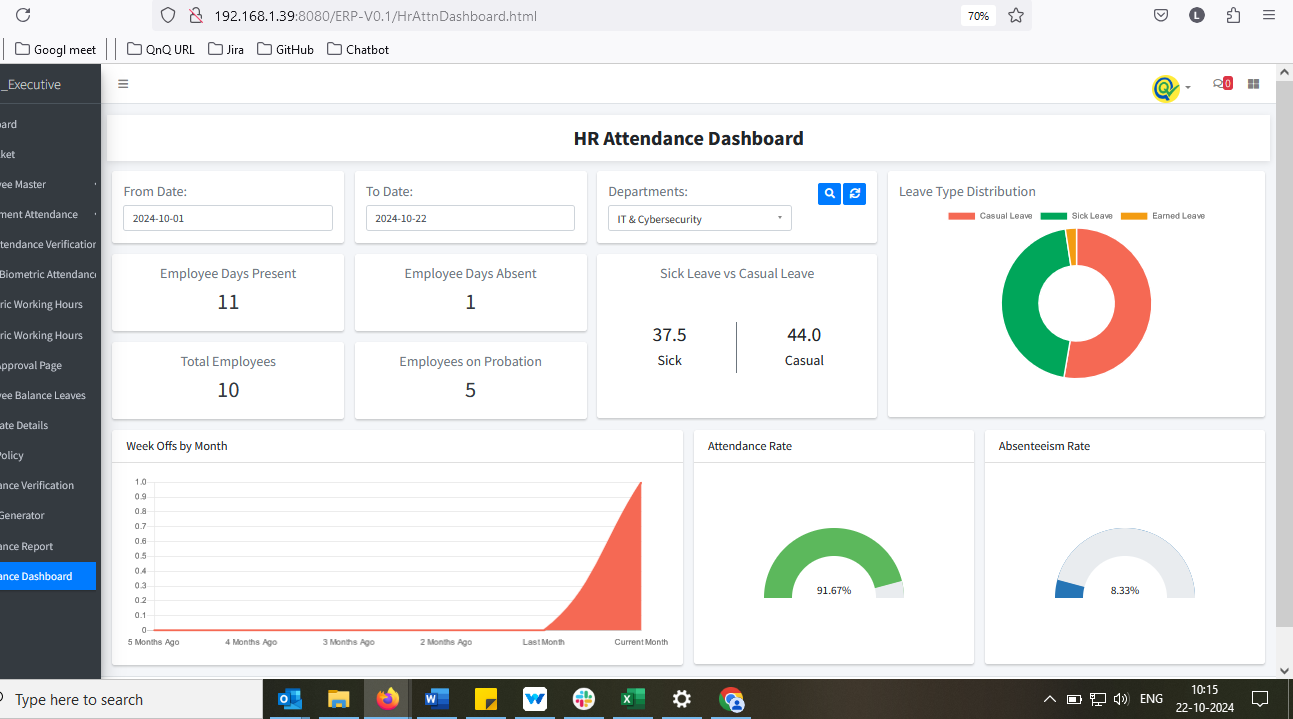 192.168.1.39:8080/ERP-V0.1/HrAttnDashboard.html
70%
L
Googl meet
QnQ URL
Jira
GitHub
Chatbot
_Executive
0
ard
ket
ee Master
ment Attendance
ttendance Verification
Biometric Attendanc
ric Working Hours
ric Working Hours
Approval Page
ee Balance Leaves
ate Details
Policy
ance Verification
Generator
ance Report
ance Dashboard
HR Attendance Dashboard
From Date:
2024-10-01
To Date:
2024-10-22
Departments:
IT & Cybersecurity
Leave Type Distribution
Casual Leave
Sick Leave
Earned Leave
Employee Days Present
11
Employee Days Absent
1
Sick Leave vs Casual Leave
37.5
Sick
44.0
Casual
Total Employees
10
Employees on Probation
5
Week Offs by Month
1.0
0.9
0.8
0.7
0.6
0.5
0.4
0.3
0.2
0.1
0
5 Months Ago
4 Months Ago
3 Months Ago
2 Months Ago
Last Month
Current Month
Attendance Rate
91.67%
Absenteeism Rate
8.33%
Type here to search
ENG
10:15
22-10-2024